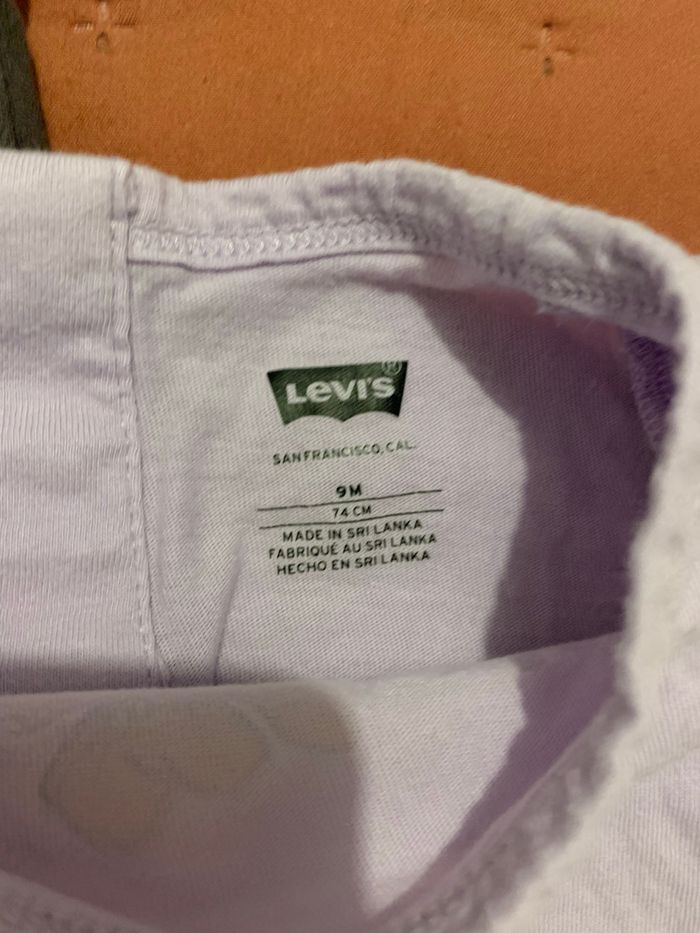 Levi's
SAN FRANCISCO, CAL.
9M
74 CM
MADE IN SRI LANKA
FABRIQUÉ AU SRI LANKA
HECHO EN SRI LANKA